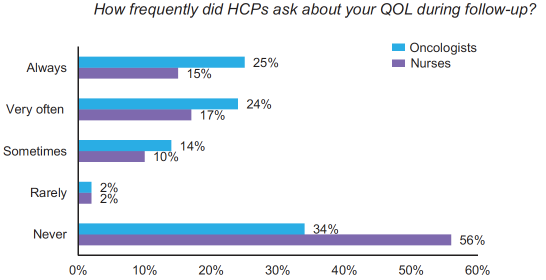 How frequently did HCPs ask about your QOL during follow-up?
Oncologists
Nurses
Always
25%
15%
Very often
24%
17%
Sometimes
14%
10%
Rarely
2%
2%
Never
34%
56%
0% 10% 20% 30% 40% 50% 60%